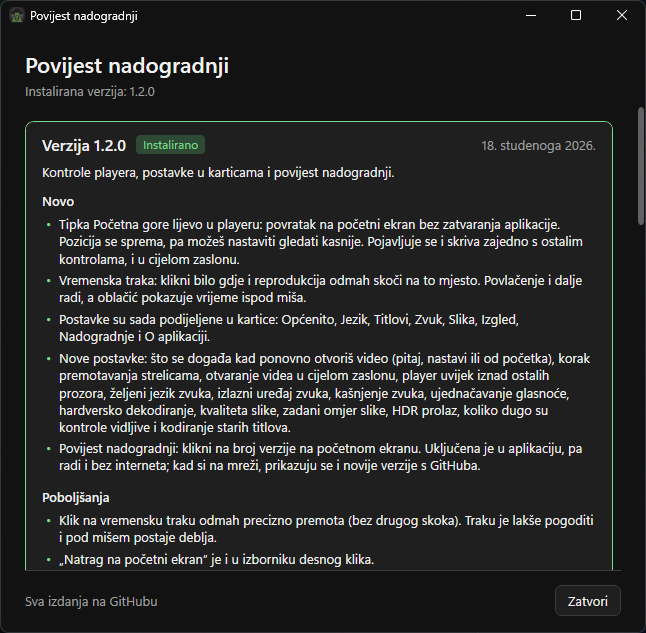 Povijest nadogradnji
Povijest nadogradnji
Instalirana verzija: 1.2.0
Verzija 1.2.0 Instalirano 18. studenoga 2026.
Kontrole playera, postavke u karticama i povijest nadogradnji.
Novo
• Tipka Početna gore lijevo u playeru: povratak na početni ekran bez zatvaranja aplikacije.
Pozicija se sprema, pa možeš nastaviti gledati kasnije. Pojavljuje se i skriva zajedno s ostalim
kontrolama, i u cijelom zaslonu.
• Vremenska traka: klikni bilo gdje i reprodukcija odmah skoči na to mjesto. Povlačenje i dalje
radi, a oblačić pokazuje vrijeme ispod miša.
• Postavke su sada podijeljene u kartice: Općenito, Jezik, Titlovi, Zvuk, Slika, Izgled,
Nadogradnje i O aplikaciji.
• Nove postavke: što se događa kad ponovno otvoriš video (pitaj, nastavi ili od početka), korak
premotavanja strelicama, otvaranje videa u cijelom zaslonu, player uvijek iznad ostalih
prozora, željeni jezik zvuka, izlazni uređaj zvuka, kašnjenje zvuka, ujednačavanje glasnoće,
hardversko dekodiranje, kvaliteta slike, zadani omjer slike, HDR prolaz, koliko dugo su
kontrole vidljive i kodiranje starih titlova.
• Povijest nadogradnji: klikni na broj verzije na početnom ekranu. Uključena je u aplikaciju, pa
radi i bez interneta; kad si na mreži, prikazuju se i novije verzije s GitHuba.
Poboljšanja
• Klik na vremensku traku odmah precizno premota (bez drugog skoka). Traku je lakše pogoditi
i pod mišem postaje deblja.
• „Natrag na početni ekran” je i u izborniku desnog klika.
Sva izdanja na GitHubu
Zatvori